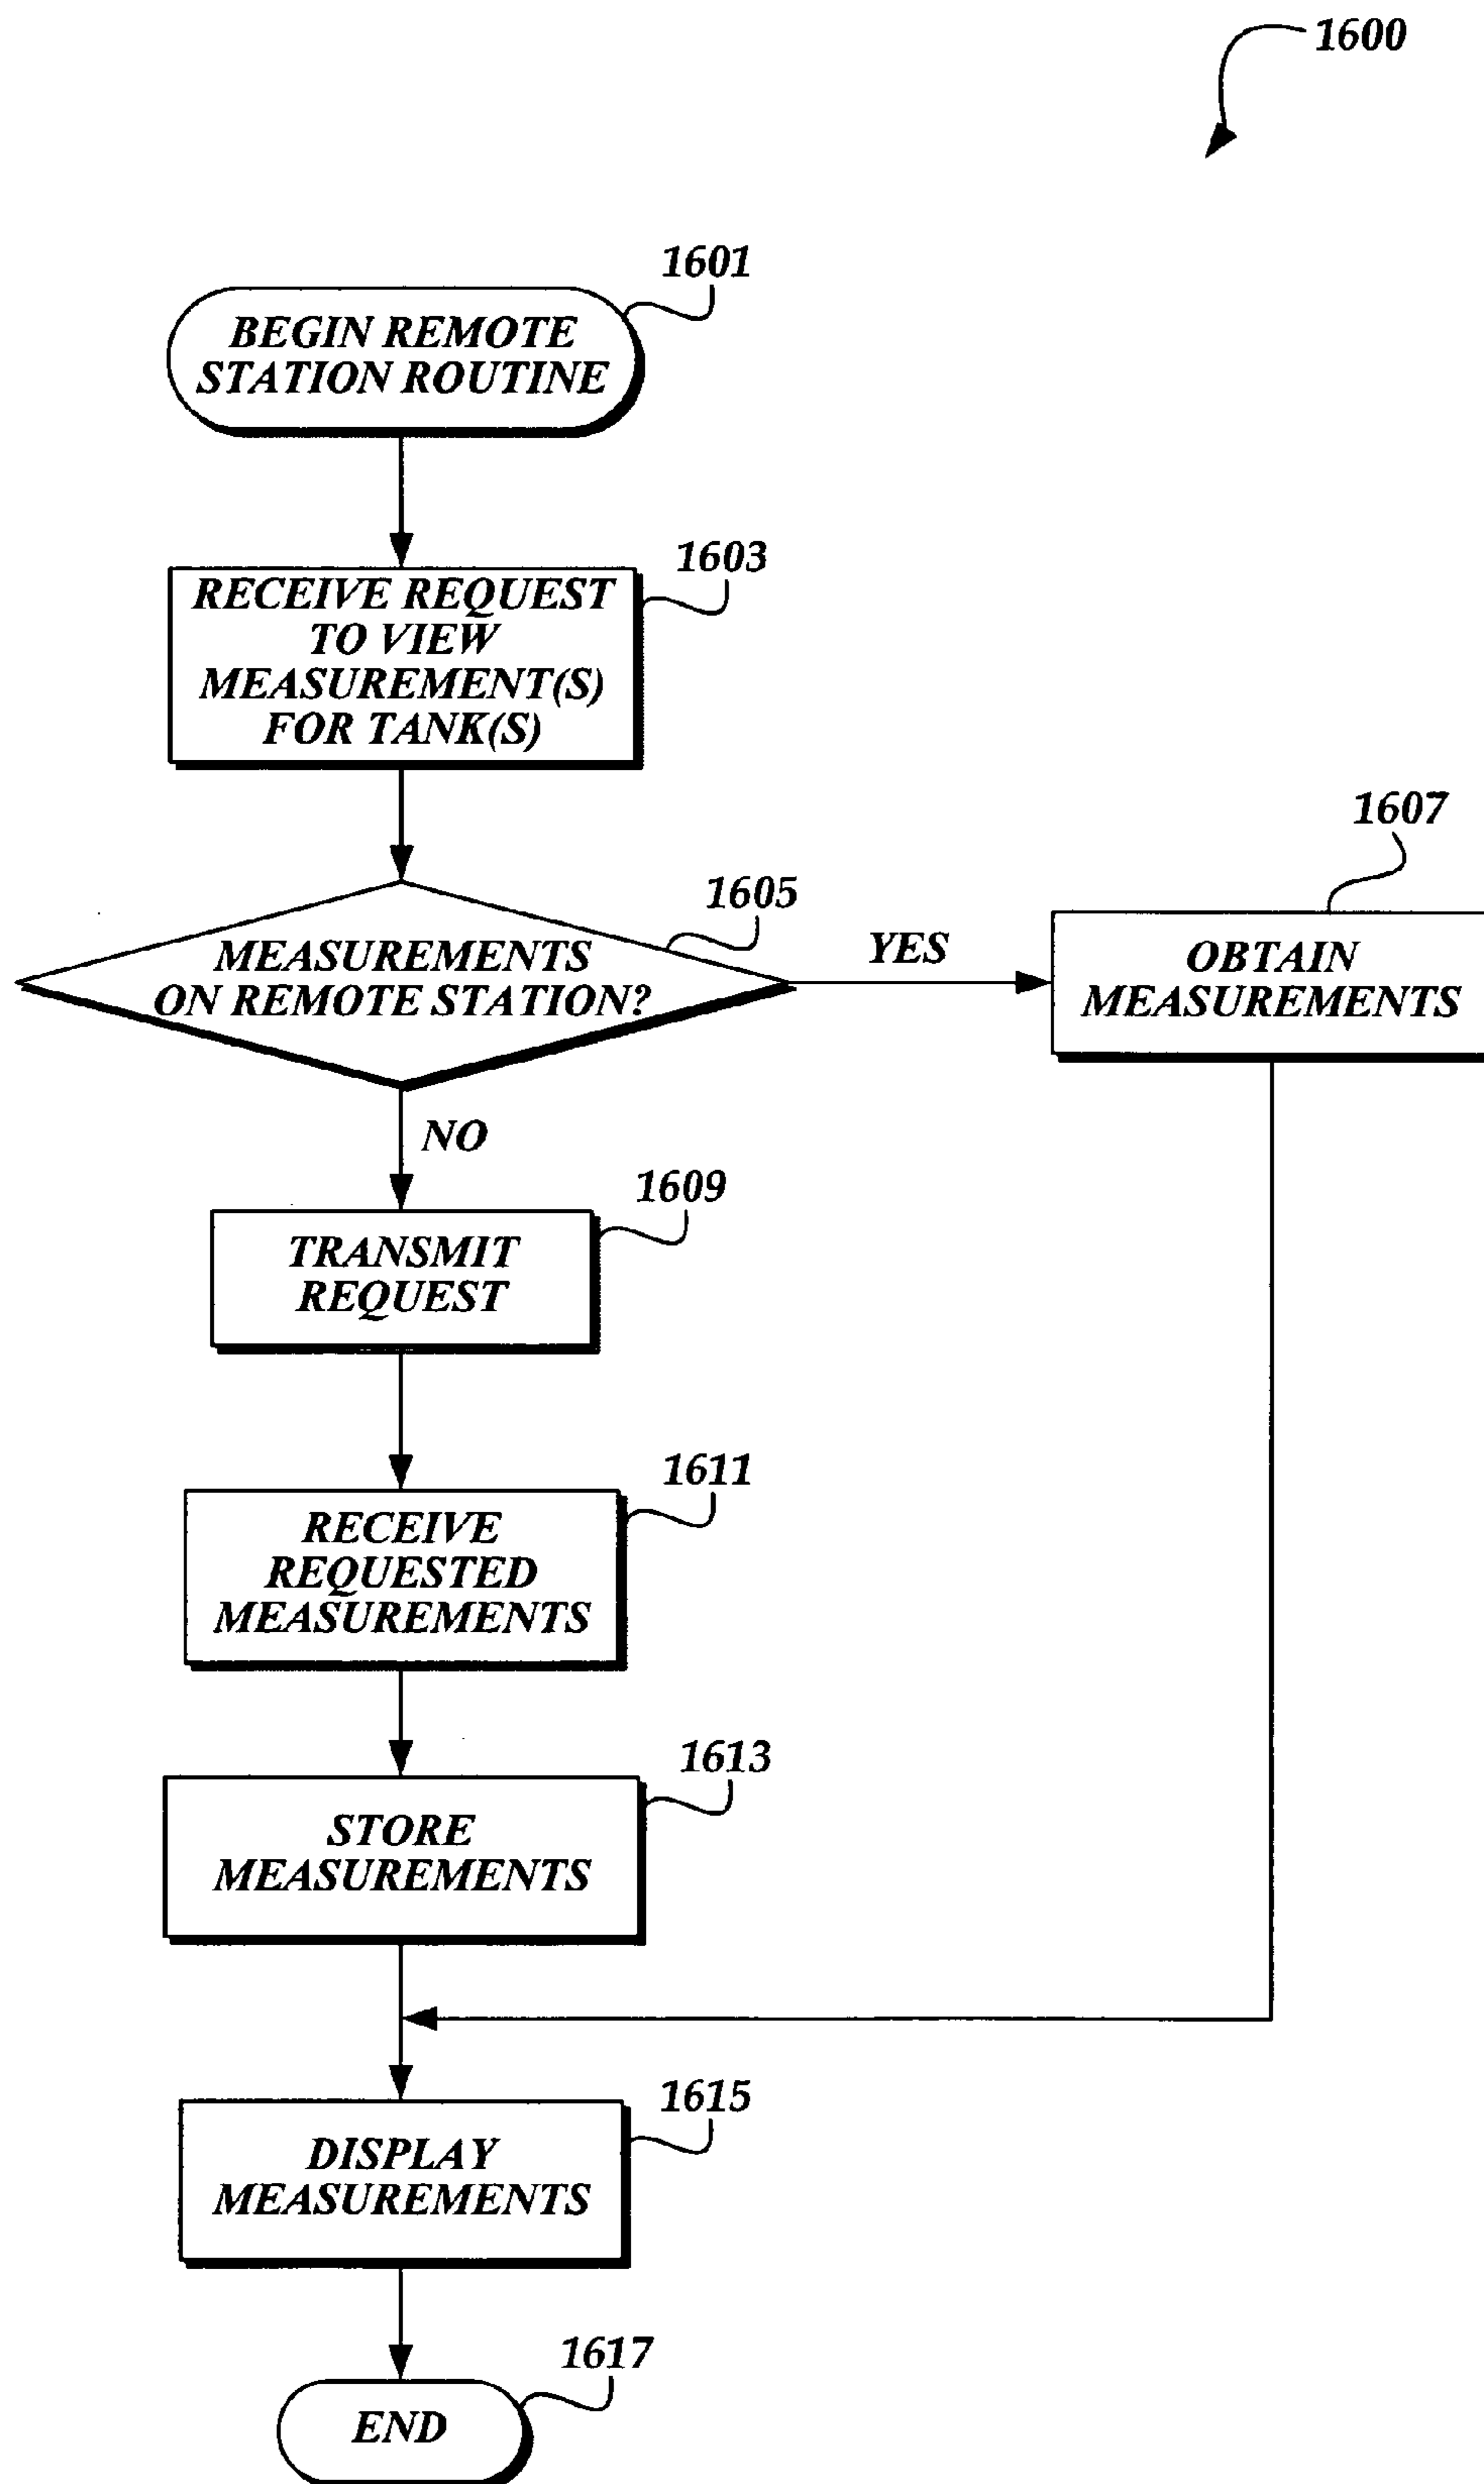 1600
1601
BEGIN REMOTE
STATION ROUTINE
1603
RECEIVE REQUEST
TO VIEW
MEASUREMENT(S)
FOR TANK(S)
1605
MEASUREMENTS
ON REMOTE STATION?
YES
1607
OBTAIN
MEASUREMENTS
NO
1609
TRANSMIT
REQUEST
1611
RECEIVE
REQUESTED
MEASUREMENTS
1613
STORE
MEASUREMENTS
1615
DISPLAY
MEASUREMENTS
1617
END